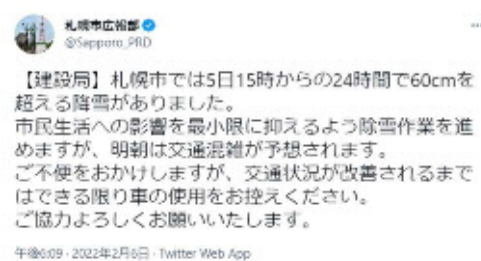 札幌市広報部
@Sapporo_PRD
【建設局】札幌市では5日15時からの24時間で60cmを
超える降雪がありました。
市民生活への影響を最小限に抑えるよう除雪作業を進
めますが、明朝は交通混雑が予想されます。
ご不便をおかけしますが、交通状況が改善されるまで
はできる限り車の使用をお控えください。
ご協力よろしくお願いいたします。
午後6:09 · 2022年2月6日 · Twitter Web App